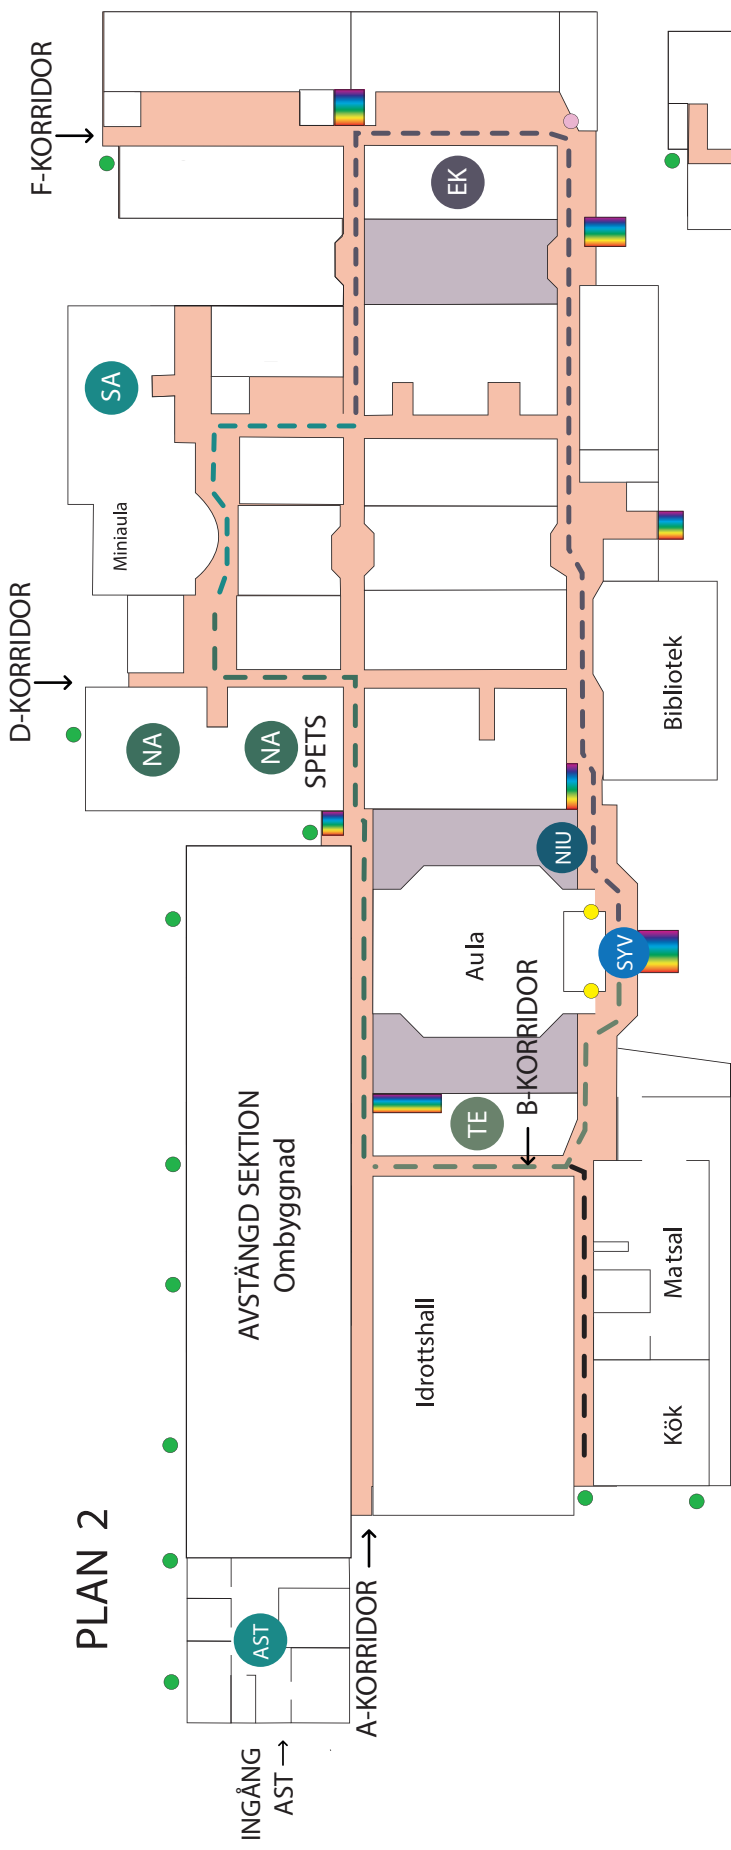 PLAN 2
INGÅNG
AST
AST
A-KORRIDOR
AVSTÄNGD SEKTION
Ombyggnad
Idrottshall
Kök
Matsal
B-KORRIDOR
TE
Aula
SYV
NIU
D-KORRIDOR
NA
NA
SPETS
Bibliotek
Miniaula
SA
F-KORRIDOR
EK